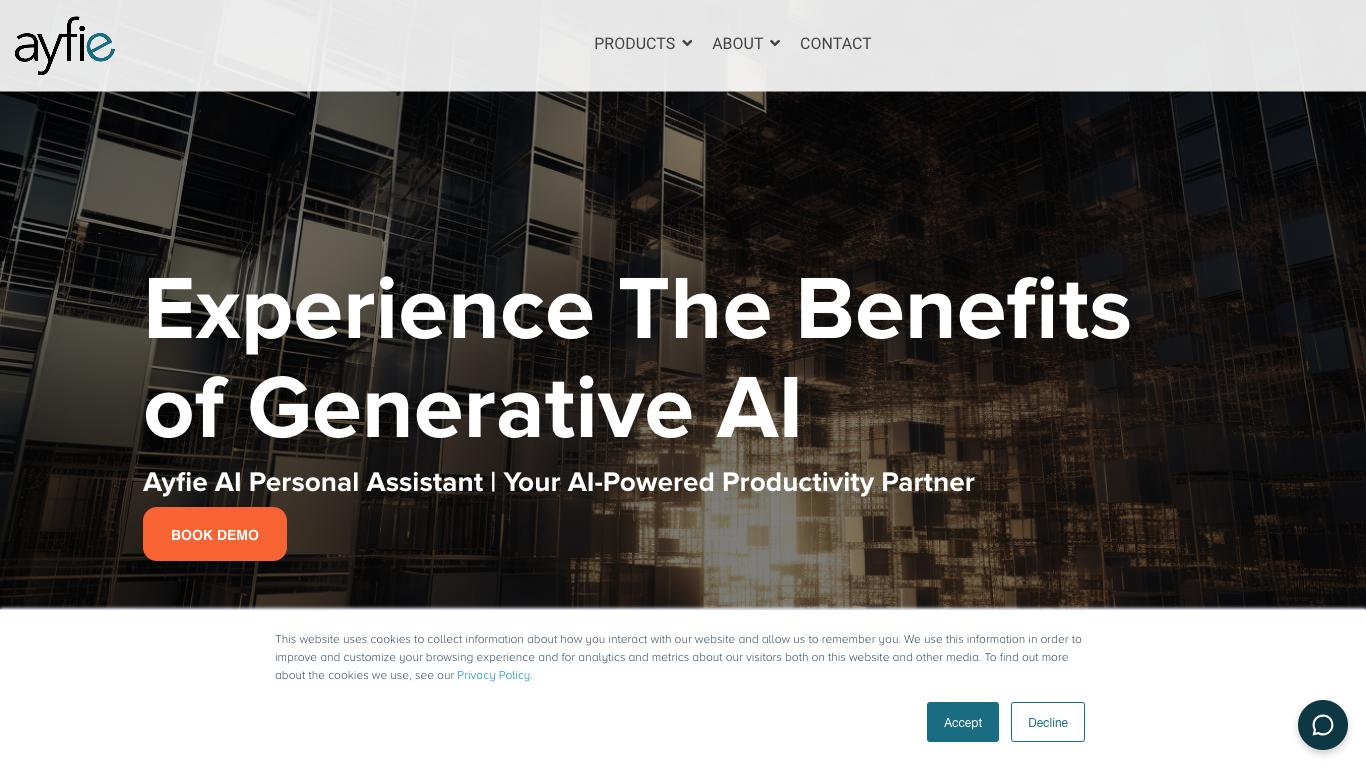 ayfie
PRODUCTS
ABOUT
CONTACT
Experience The Benefits
of Generative AI
Ayfie AI Personal Assistant | Your AI-Powered Productivity Partner
BOOK DEMO
This website uses cookies to collect information about how you interact with our website and allow us to remember you. We use this information in order to
improve and customize your browsing experience and for analytics and metrics about our visitors both on this website and other media. To find out more
about the cookies we use, see our Privacy Policy.
Accept
Decline